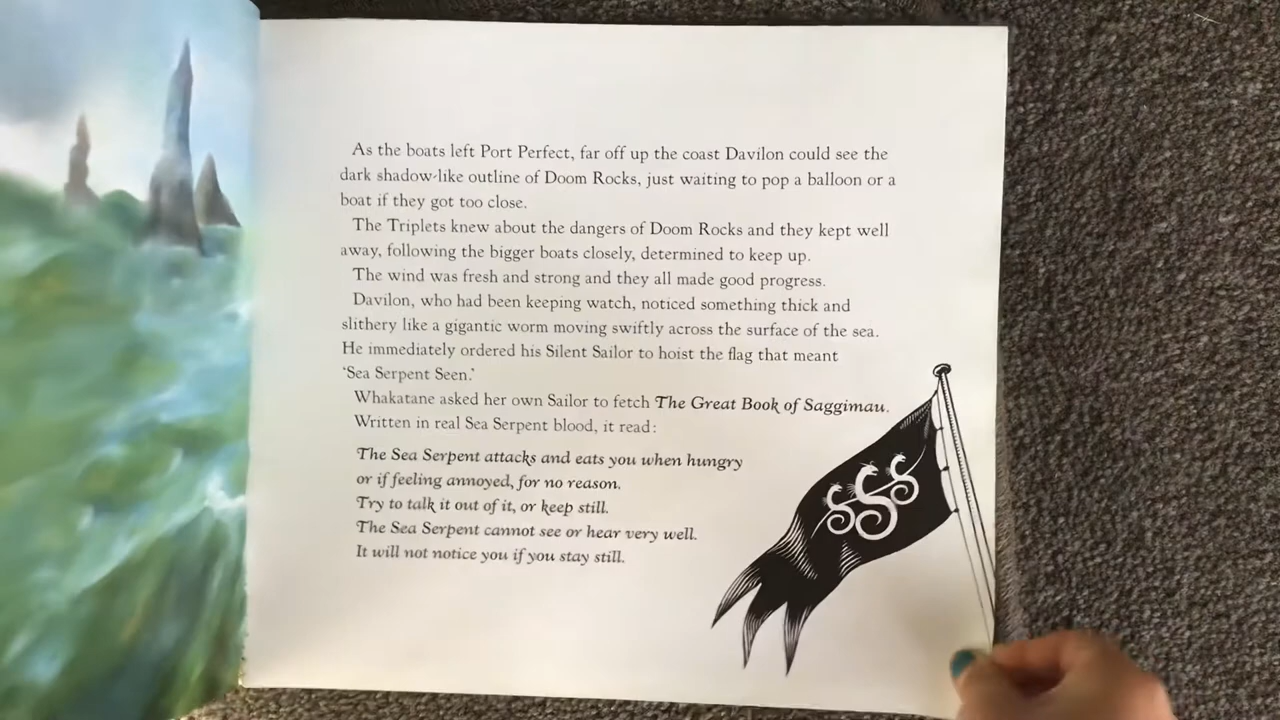 As the boats left Port Perfect, far off up the coast Davilon could see the
dark shadow-like outline of Doom Rocks, just waiting to pop a balloon or a
boat if they got too close.
The Triplets knew about the dangers of Doom Rocks and they kept well
away, following the bigger boats closely, determined to keep up.
The wind was fresh and strong and they all made good progress.
Davilon, who had been keeping watch, noticed something thick and
slithery like a gigantic worm moving swiftly across the surface of the sea.
He immediately ordered his Silent Sailor to hoist the flag that meant
‘Sea Serpent Seen.’
Whakatane asked her own Sailor to fetch The Great Book of Saggimau.
Written in real Sea Serpent blood, it read:
The Sea Serpent attacks and eats you when hungry
or if feeling annoyed, for no reason.
Try to talk it out of it, or keep still.
The Sea Serpent cannot see or hear very well.
It will not notice you if you stay still.
SSS